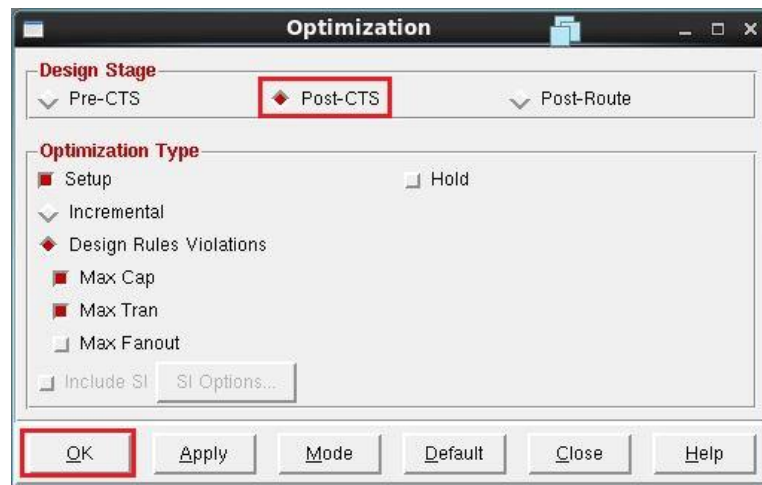 Optimization
Design Stage
Pre-CTS Post-CTS Post-Route
Optimization Type
Setup Hold
Incremental
Design Rules Violations
Max Cap
Max Tran
Max Fanout
Include SI SI Options...
OK Apply Mode Default Close Help